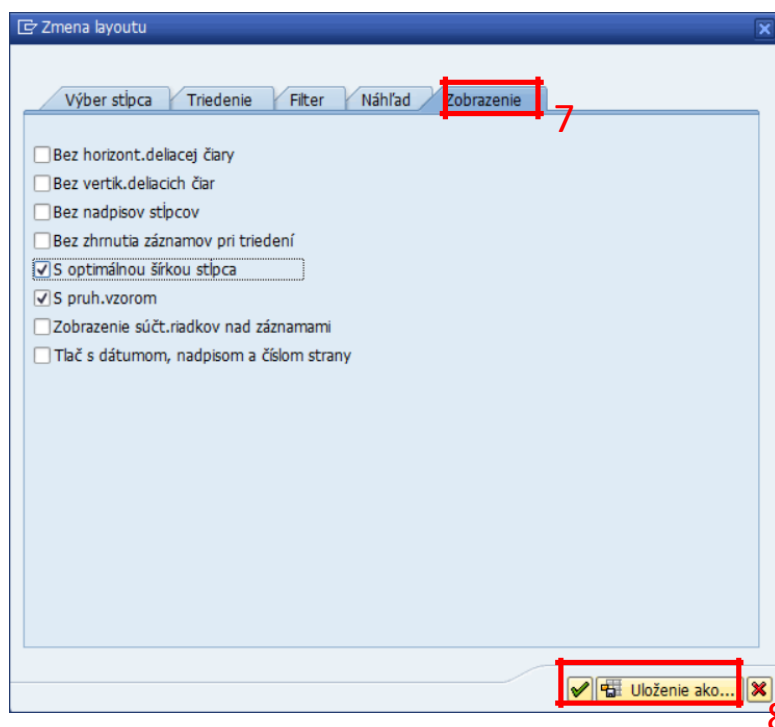 Zmena layoutu
Výber stĺpca Triedenie Filter Náhľad Zobrazenie
7
Bez horizont.deliacej čiary
Bez vertik.deliacich čiar
Bez nadpisov stĺpcov
Bez zhrnutia záznamov pri triedení
S optimálnou šírkou stĺpca
S pruh.vzorom
Zobrazenie súčt.riadkov nad záznamami
Tlač s dátumom, nadpisom a číslom strany
Uloženie ako...
8